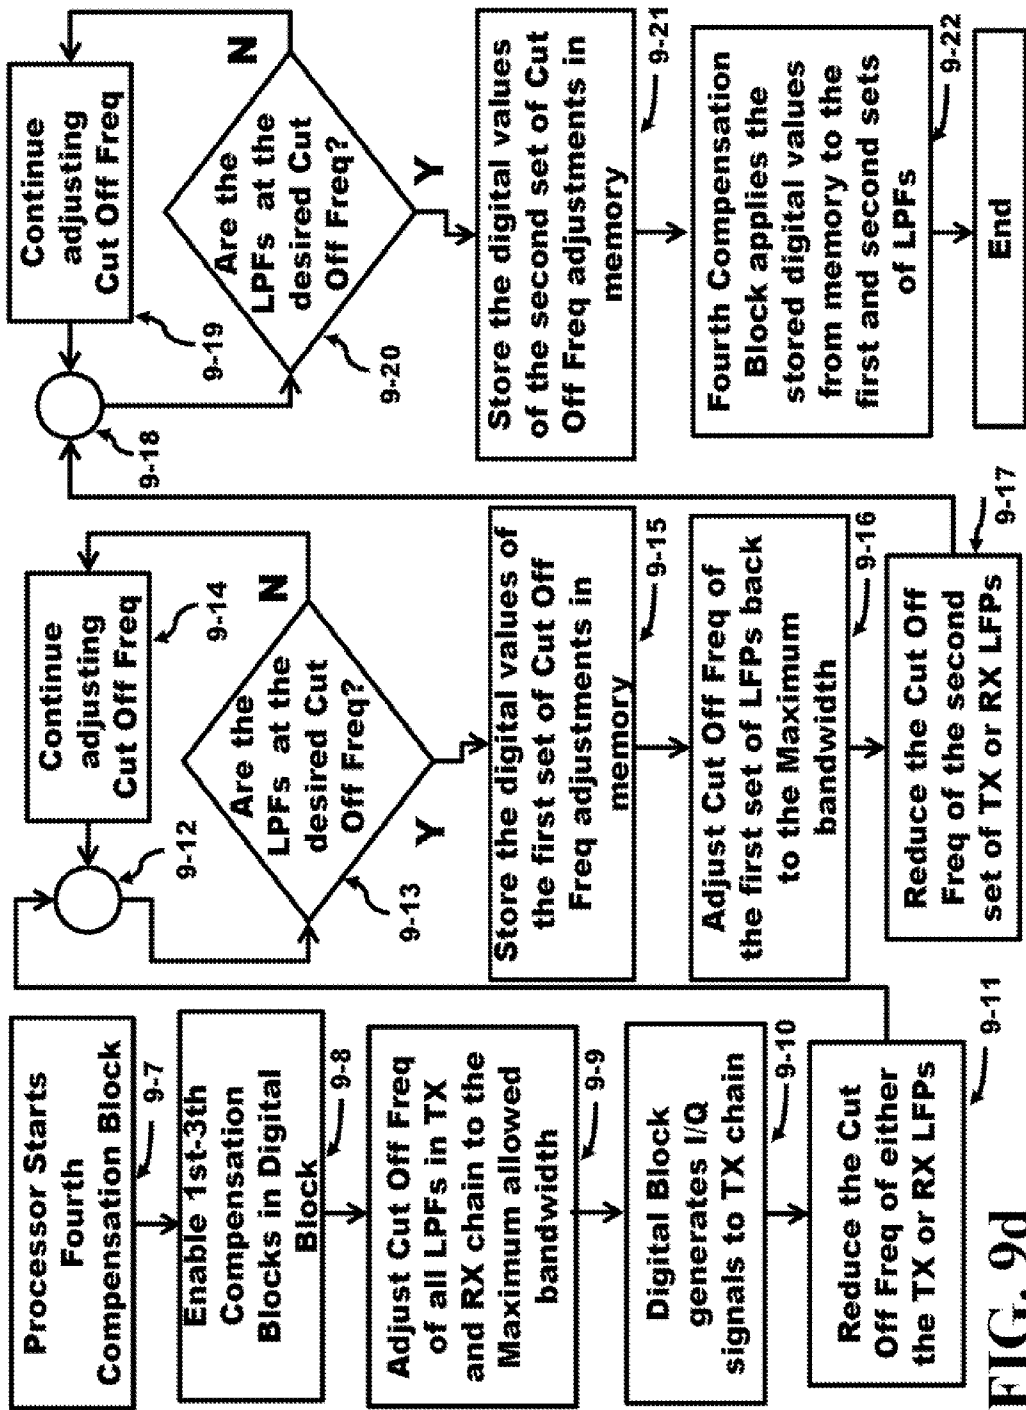 Processor Starts
Fourth
Compensation Block
9-7
Enable 1st-3th
Compensation
Blocks in Digital
Block
9-8
Adjust Cut Off Freq
of all LPFs in TX
and RX chain to the
Maximum allowed
bandwidth
9-9
Digital Block
generates I/Q
signals to TX chain
9-10
Reduce the Cut
Off Freq of either
the TX or RX LFPs
9-11
9-12
Continue
adjusting
Cut Off Freq
9-14
Are the
LPFs at the
desired Cut
Off Freq?
N
Y
9-13
Store the digital values of
the first set of Cut Off
Freq adjustments in
memory
9-15
Adjust Cut Off Freq of
the first set of LFPs back
to the Maximum
bandwidth
9-16
Reduce the Cut Off
Freq of the second
set of TX or RX LFPs
9-17
9-18
Continue
adjusting
Cut Off Freq
9-19
Are the
LPFs at the
desired Cut
Off Freq?
N
Y
9-20
Store the digital values
of the second set of Cut
Off Freq adjustments in
memory
9-21
Fourth Compensation
Block applies the
stored digital values
from memory to the
first and second sets
of LPFs
9-22
End
FIG. 9d